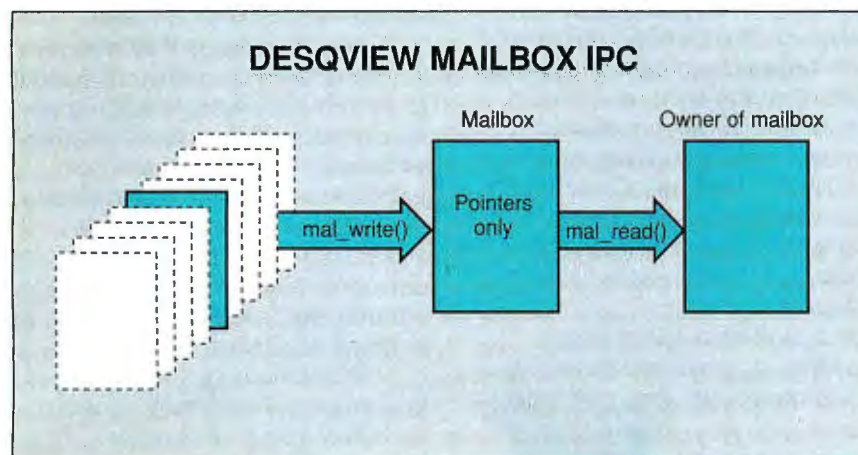 DESQVIEW MAILBOX IPC
Mailbox
Owner of mailbox
mal_write()
Pointers
only
mal_read()